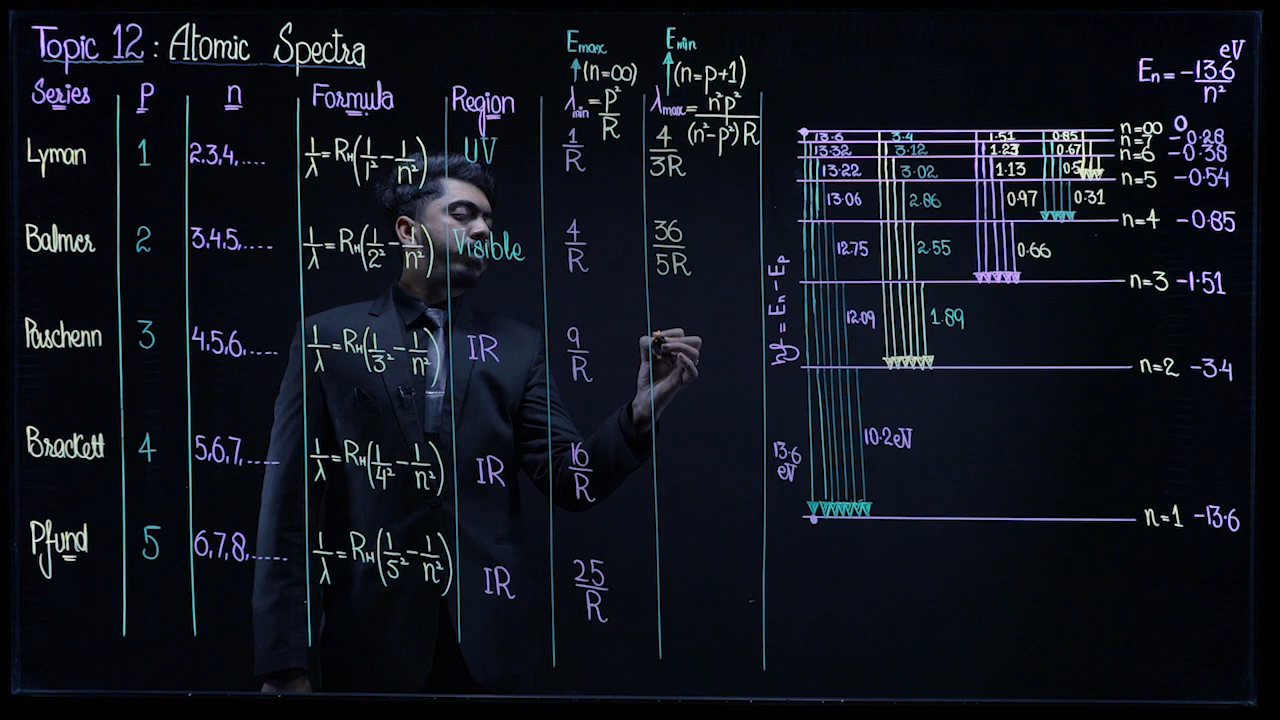 Topic 12: Atomic Spectra
Series P n Formula Region
Emax
(n=∞)
λmin = p²/R
Emin
(n=p+1)
λmax = n²p²/(n²-p²)R
Lyman 1 2,3,4,.... 1/λ = RH(1/1² - 1/n²) UV 1/R 4/3R
Balmer 2 3,4,5,.... 1/λ = RH(1/2² - 1/n²) Visible 4/R 36/5R
Paschenn 3 4,5,6,.... 1/λ = RH(1/3² - 1/n²) IR 9/R
Brackett 4 5,6,7,.... 1/λ = RH(1/4² - 1/n²) IR 16/R
Pfund 5 6,7,8,.... 1/λ = RH(1/5² - 1/n²) IR 25/R
eV
En = -13.6/n²
13.6 3.4 1.51 0.85 n=∞ 0
n=7 -0.28
13.32 3.12 1.23 0.67 n=6 -0.38
13.22 3.02 1.13 n=5 -0.54
13.06 2.86 0.97 0.31 n=4 -0.85
12.75 2.55 0.66 n=3 -1.51
12.09 1.89 n=2 -3.4
hf = En - Ep
10.2eV
13.6
eV
n=1 -13.6